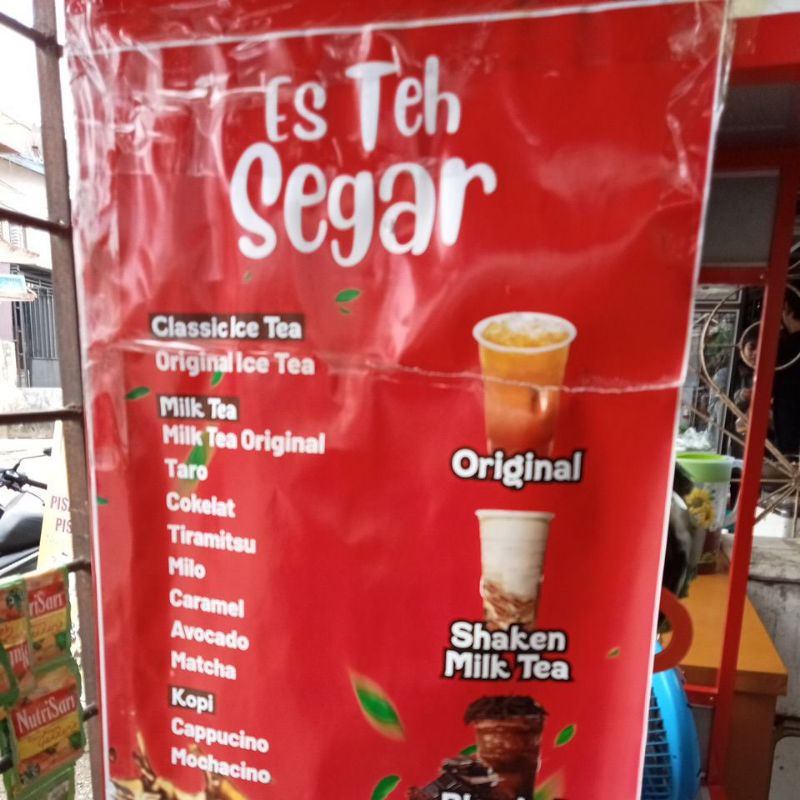 Es Teh
Segar
Classic Ice Tea
Original Ice Tea
Milk Tea
Milk Tea Original
Taro
Cokelat
Tiramitsu
Milo
Caramel
Avocado
Matcha
Kopi
Cappucino
Mochacino
Original
Shaken
Milk Tea
NutriSari